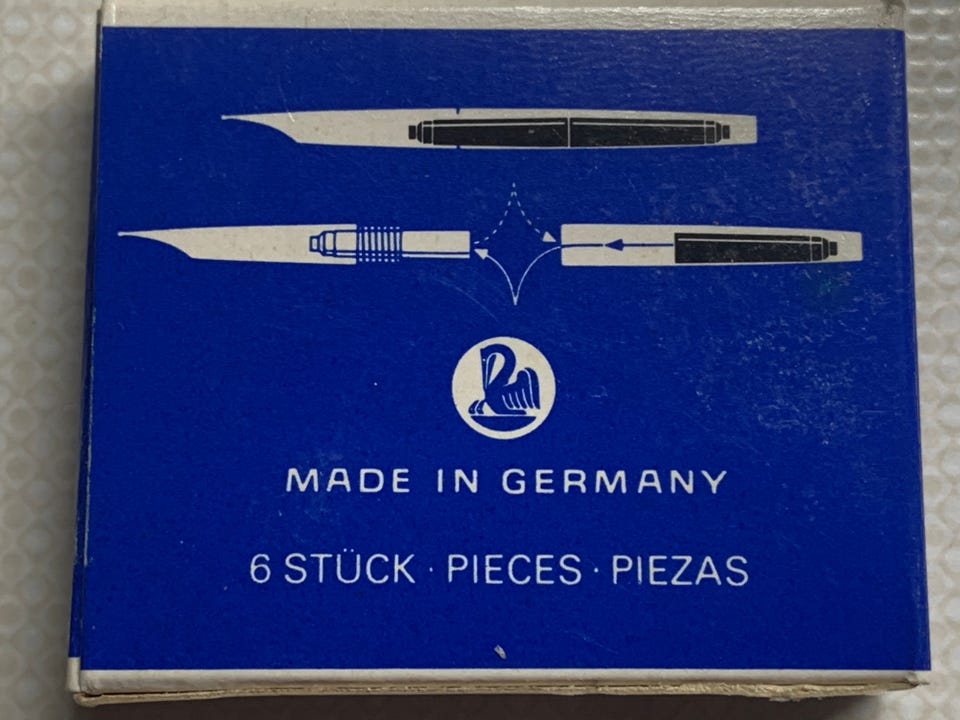 MADE IN GERMANY
6 STÜCK · PIECES · PIEZAS